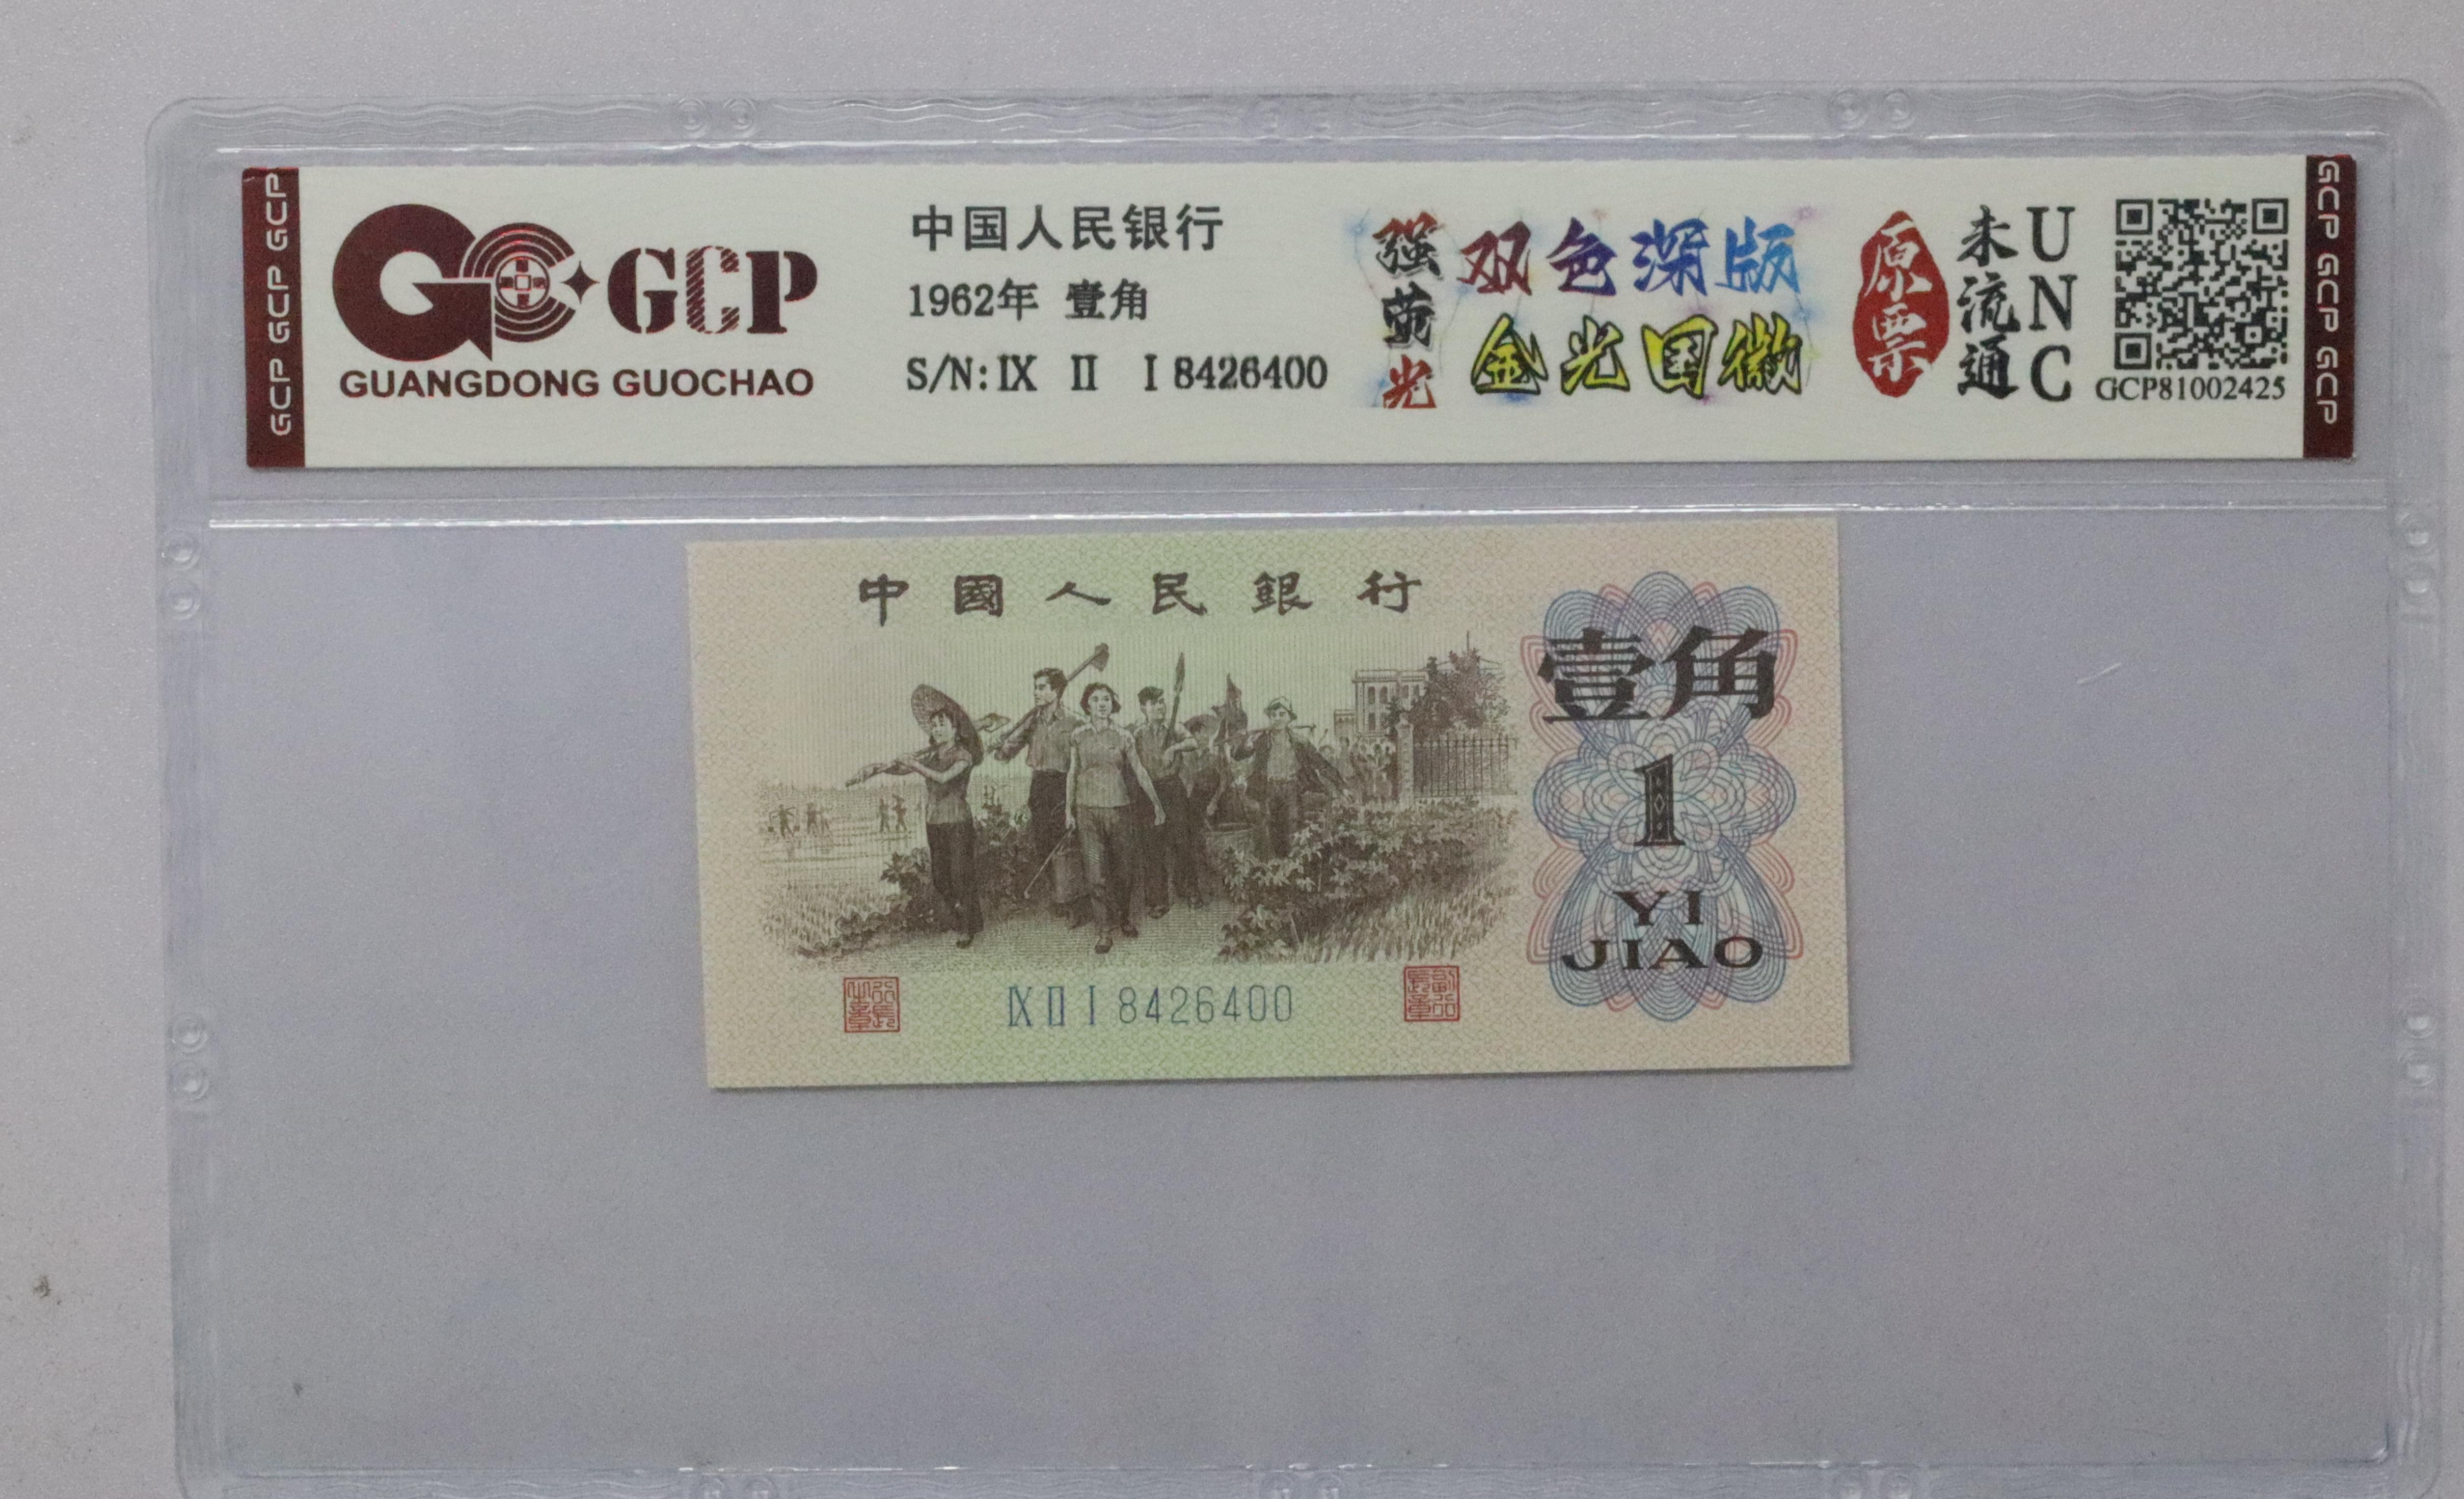 GCP GCP GCP
GCP
GUANGDONG GUOCHAO
中国人民银行
1962年 壹角
S/N: IX II I 8426400
强萤光
双色深版
金光国徽
原票
未流通
UNC
GCP81002425
GCP GCP GCP
中國人民銀行
壹角
1
YI
JIAO
IX II I 8426400